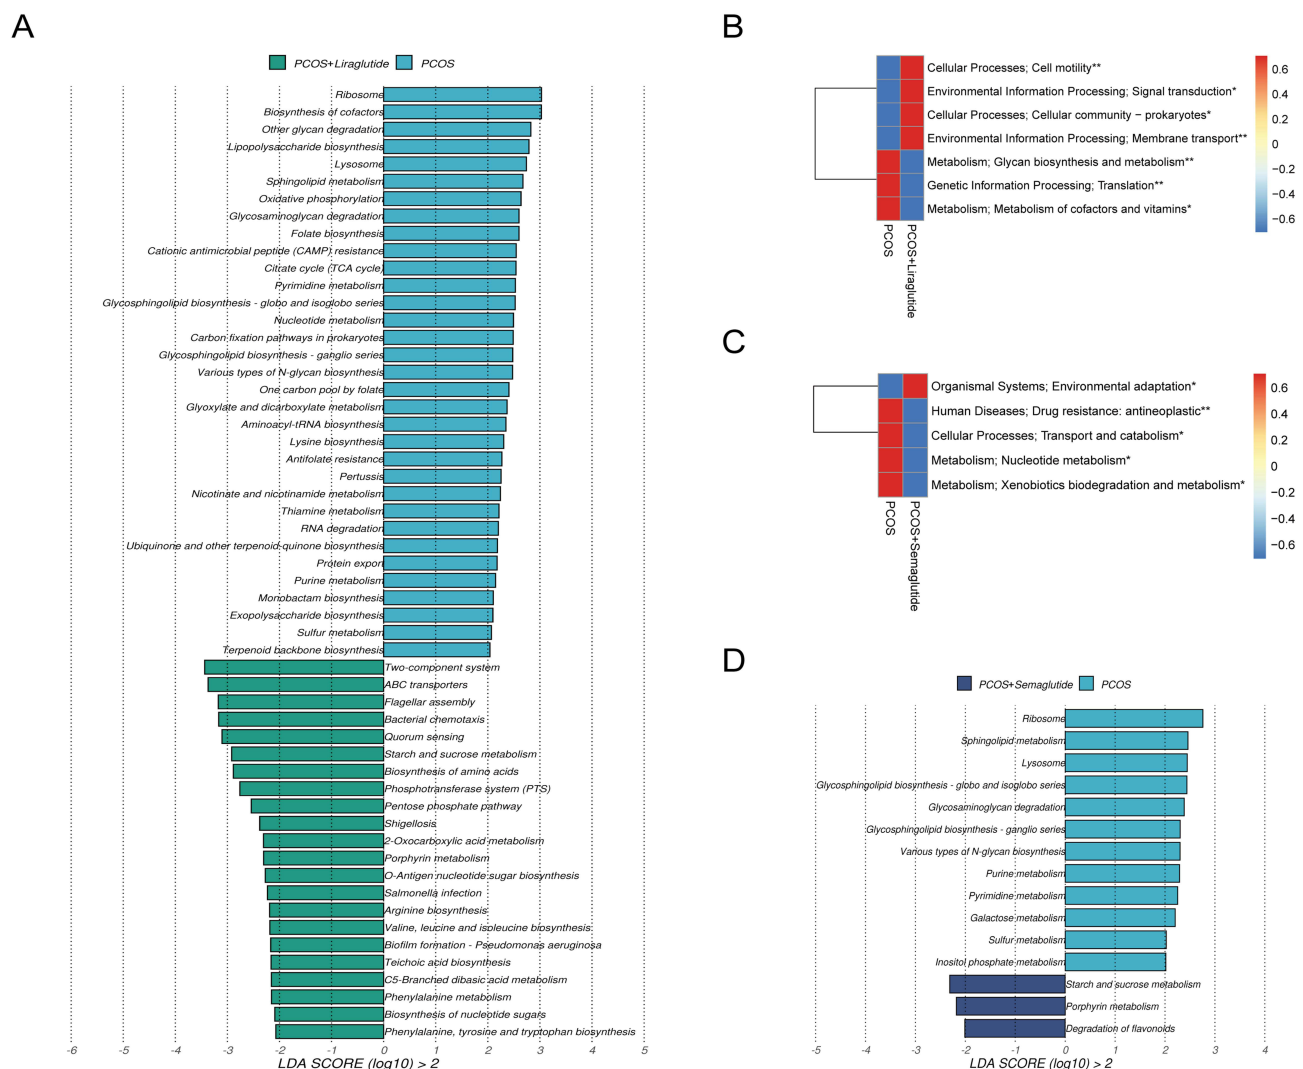 A
PCOS+Liraglutide PCOS
Ribosome
Biosynthesis of cofactors
Other glycan degradation
Lipopolysaccharide biosynthesis
Lysosome
Sphingolipid metabolism
Oxidative phosphorylation
Glycosaminoglycan degradation
Folate biosynthesis
Cationic antimicrobial peptide (CAMP) resistance
Citrate cycle (TCA cycle)
Pyrimidine metabolism
Glycosphingolipid biosynthesis - globo and isoglobo series
Nucleotide metabolism
Carbon fixation pathways in prokaryotes
Glycosphingolipid biosynthesis - ganglio series
Various types of N-glycan biosynthesis
One carbon pool by folate
Glyoxylate and dicarboxylate metabolism
Aminoacyl-tRNA biosynthesis
Lysine biosynthesis
Antifolate resistance
Pertussis
Nicotinate and nicotinamide metabolism
Thiamine metabolism
RNA degradation
Ubiquinone and other terpenoid-quinone biosynthesis
Protein export
Purine metabolism
Monobactam biosynthesis
Exopolysaccharide biosynthesis
Sulfur metabolism
Terpenoid backbone biosynthesis
Two-component system
ABC transporters
Flagellar assembly
Bacterial chemotaxis
Quorum sensing
Starch and sucrose metabolism
Biosynthesis of amino acids
Phosphotransferase system (PTS)
Pentose phosphate pathway
Shigellosis
2-Oxocarboxylic acid metabolism
Porphyrin metabolism
O-Antigen nucleotide sugar biosynthesis
Salmonella infection
Arginine biosynthesis
Valine, leucine and isoleucine biosynthesis
Biofilm formation - Pseudomonas aeruginosa
Teichoic acid biosynthesis
C5-Branched dibasic acid metabolism
Phenylalanine metabolism
Biosynthesis of nucleotide sugars
Phenylalanine, tyrosine and tryptophan biosynthesis
-6 -5 -4 -3 -2 -1 0 1 2 3 4 5
LDA SCORE (log10) > 2
B
Cellular Processes; Cell motility**
Environmental Information Processing; Signal transduction*
Cellular Processes; Cellular community − prokaryotes*
Environmental Information Processing; Membrane transport**
Metabolism; Glycan biosynthesis and metabolism**
Genetic Information Processing; Translation**
Metabolism; Metabolism of cofactors and vitamins*
PCOS
PCOS+Liraglutide
0.6
0.4
0.2
0
−0.2
−0.4
−0.6
C
Organismal Systems; Environmental adaptation*
Human Diseases; Drug resistance: antineoplastic**
Cellular Processes; Transport and catabolism*
Metabolism; Nucleotide metabolism*
Metabolism; Xenobiotics biodegradation and metabolism*
PCOS
PCOS+Semaglutide
0.6
0.4
0.2
0
−0.2
−0.4
−0.6
D
PCOS+Semaglutide PCOS
Ribosome
Sphingolipid metabolism
Lysosome
Glycosphingolipid biosynthesis - globo and isoglobo series
Glycosaminoglycan degradation
Glycosphingolipid biosynthesis - ganglio series
Various types of N-glycan biosynthesis
Purine metabolism
Pyrimidine metabolism
Galactose metabolism
Sulfur metabolism
Inositol phosphate metabolism
Starch and sucrose metabolism
Porphyrin metabolism
Degradation of flavonoids
-5 -4 -3 -2 -1 0 1 2 3 4
LDA SCORE (log10) > 2